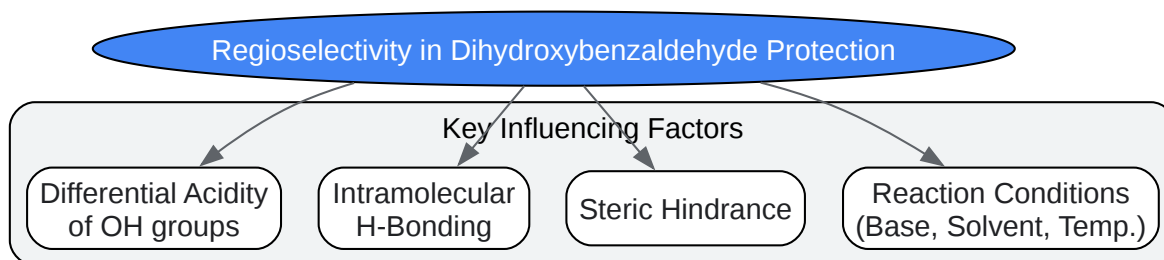 Regioselectivity in Dihydroxybenzaldehyde Protection
Key Influencing Factors
Differential Acidity
of OH groups
Intramolecular
H-Bonding
Steric Hindrance
Reaction Conditions
(Base, Solvent, Temp.)